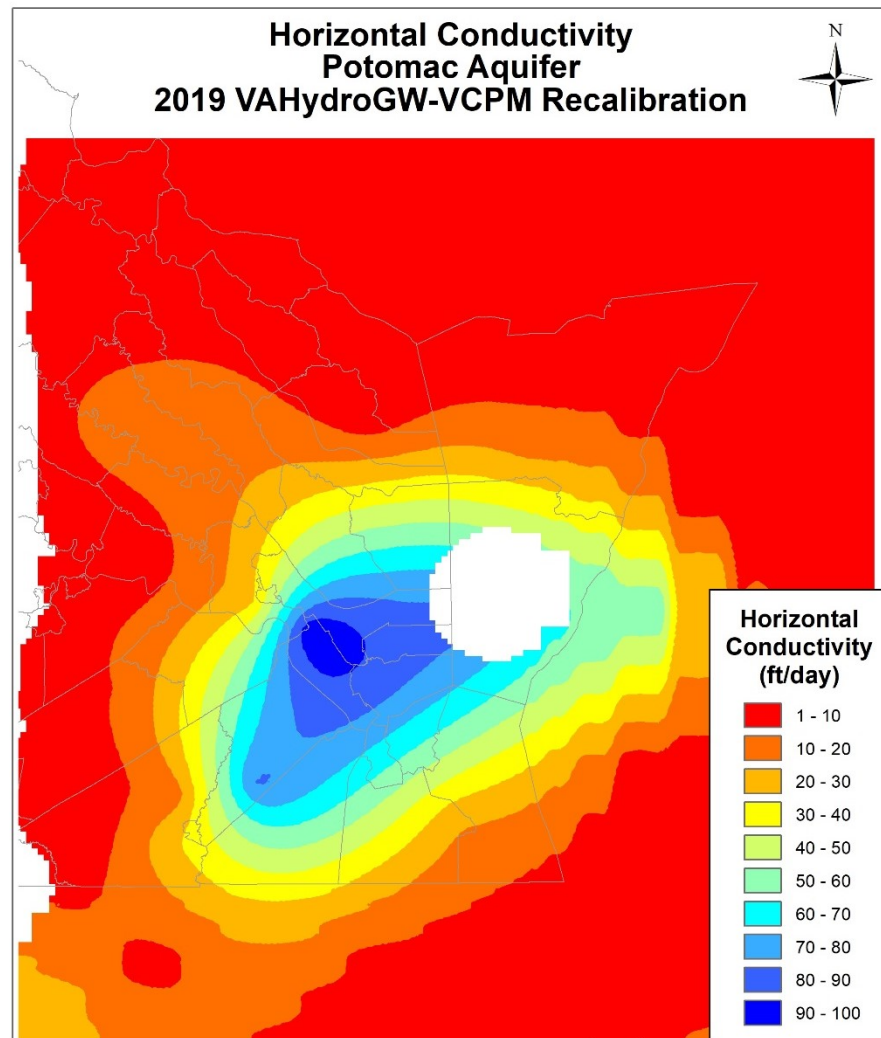 Horizontal Conductivity
Potomac Aquifer
2019 VAHydroGW-VCPM Recalibration
N
Horizontal
Conductivity
(ft/day)
1 - 10
10 - 20
20 - 30
30 - 40
40 - 50
50 - 60
60 - 70
70 - 80
80 - 90
90 - 100